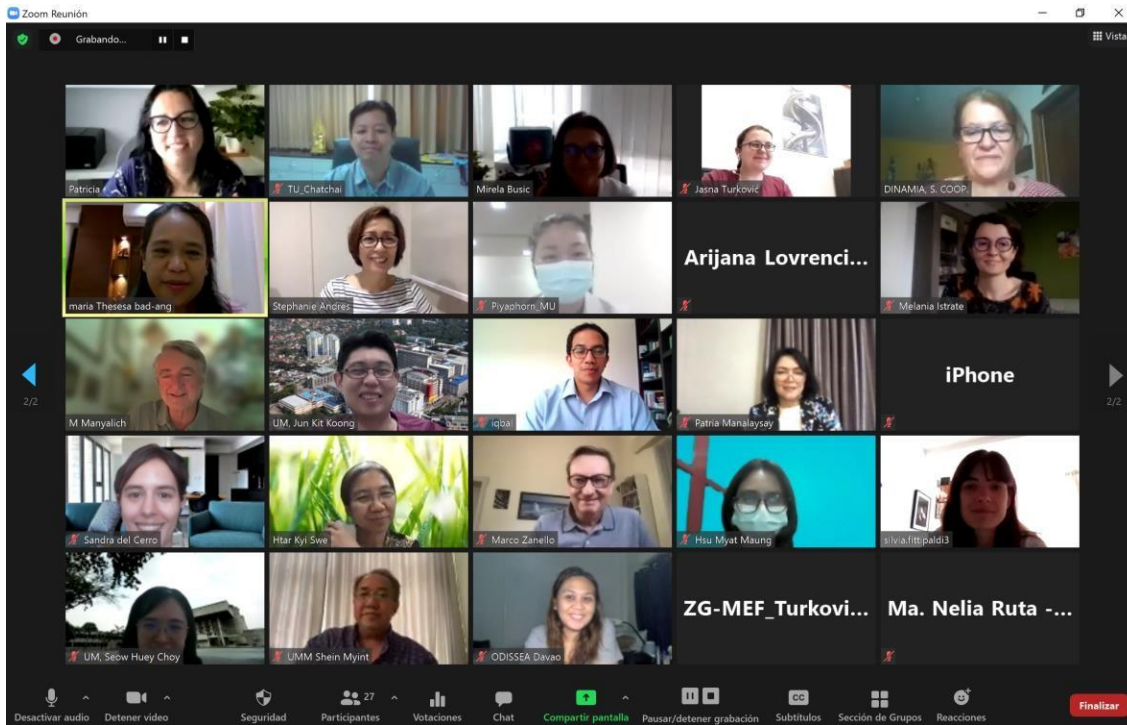 Zoom Reunión
Grabando...
Vista
Patricia
TU_Chatchai
Mirela Busic
Jasna Turković
DINAMIA, S. COOP.
maria Thesesa bad-ang
Stephanie Andres
Piyaphorn_MU
Arijana Lovrenci...
Melania Istrate
2/2
M Manyalich
UM, Jun Kit Koong
iqbal
Patria Manalaysay
iPhone
2/2
Sandra del Cerro
Htar Kyi Swe
Marco Zanello
Hsu Myat Maung
silvia.fittipaldi3
UM, Seow Huey Choy
UMM Shein Myint
ODISSEA Davao
ZG-MEF_Turkovi...
Ma. Nelia Ruta -...
Desactivar audio
Detener video
Seguridad
27
Participantes
Votaciones
Chat
Compartir pantalla
Pausar/detener grabación
CC
Subtítulos
Sección de Grupos
Reacciones
Finalizar